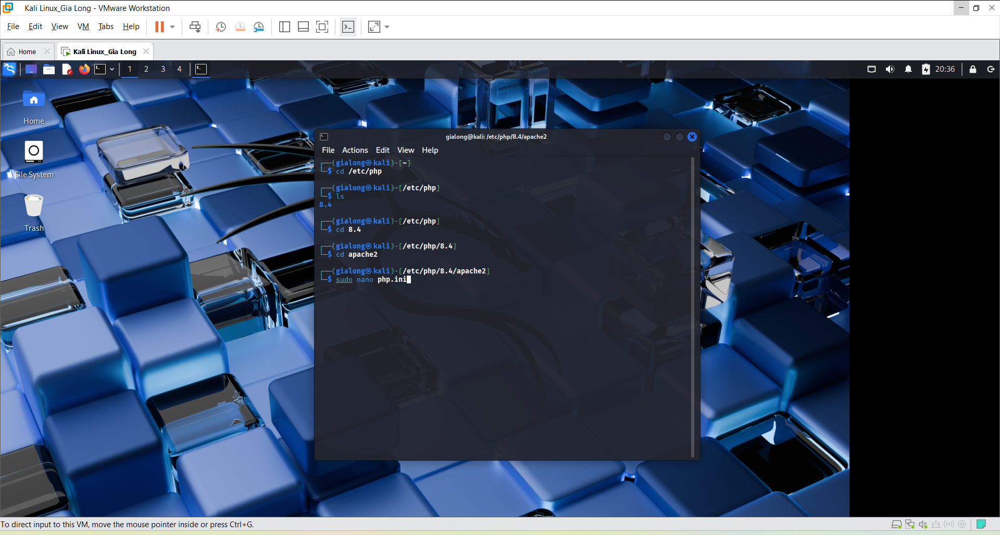 Kali Linux_Gia Long - VMware Workstation
File Edit View VM Tabs Help
Home Kali Linux_Gia Long
1 2 3 4 20:36
Home
File System
Trash
gialong@kali: /etc/php/8.4/apache2
File Actions Edit View Help
┌──(gialong㉿kali)-[~]
└─$ cd /etc/php
┌──(gialong㉿kali)-[/etc/php]
└─$ ls
8.4
┌──(gialong㉿kali)-[/etc/php]
└─$ cd 8.4
┌──(gialong㉿kali)-[/etc/php/8.4]
└─$ cd apache2
┌──(gialong㉿kali)-[/etc/php/8.4/apache2]
└─$ sudo nano php.ini
To direct input to this VM, move the mouse pointer inside or press Ctrl+G.